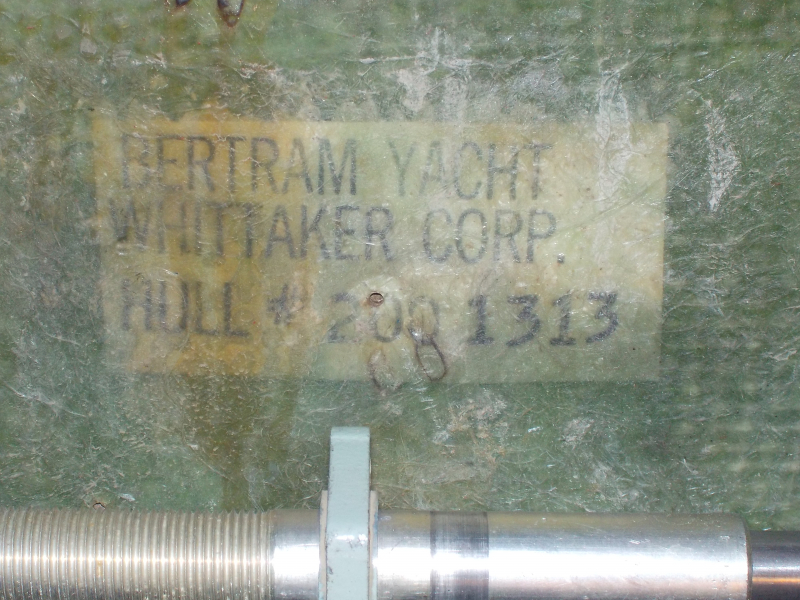 BERTRAM YACHT
WHITTAKER CORP.
HULL # 200 1313